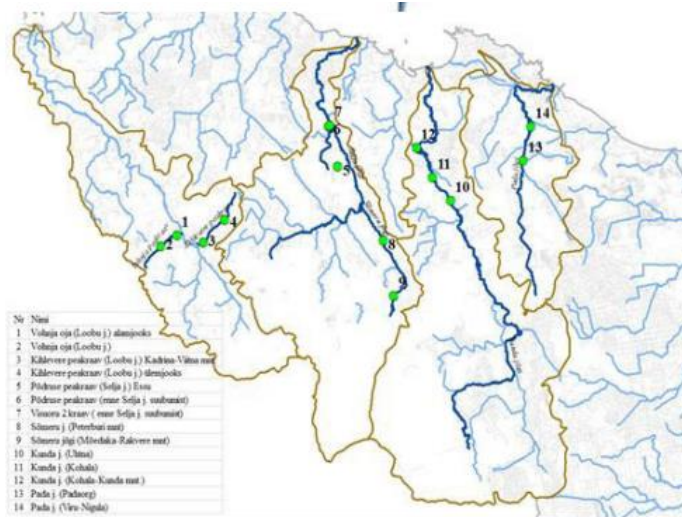 7
6
5
14
13
12
11
10
1
2
3
4
8
9
Nr Nimi
1 Vohnja oja (Loobu j.) alamjooks
2 Vohnja oja (Loobu j.)
3 Kihlevere peakraav (Loobu j.) Kadrina-Viitna mnt
4 Kihlevere peakraav (Loobu j.) ülemjooks
5 Põdruse peakraav (Selja j.) Essu
6 Põdruse peakraav (enne Selja j. suubumist)
7 2 kraav ( enne Selja j. suubumist)
8 Sõmeru j. (Peterburi mnt)
9 Sõmeru jõgi (Mõedaka-Rakvere mnt)
10 Kunda j. (Uhtna)
11 Kunda j. (Kohala)
12 Kunda j. (Kohala-Kunda mnt.)
13 Pada j. (Padaorg)
14 Pada j. (Viru-Nigula)